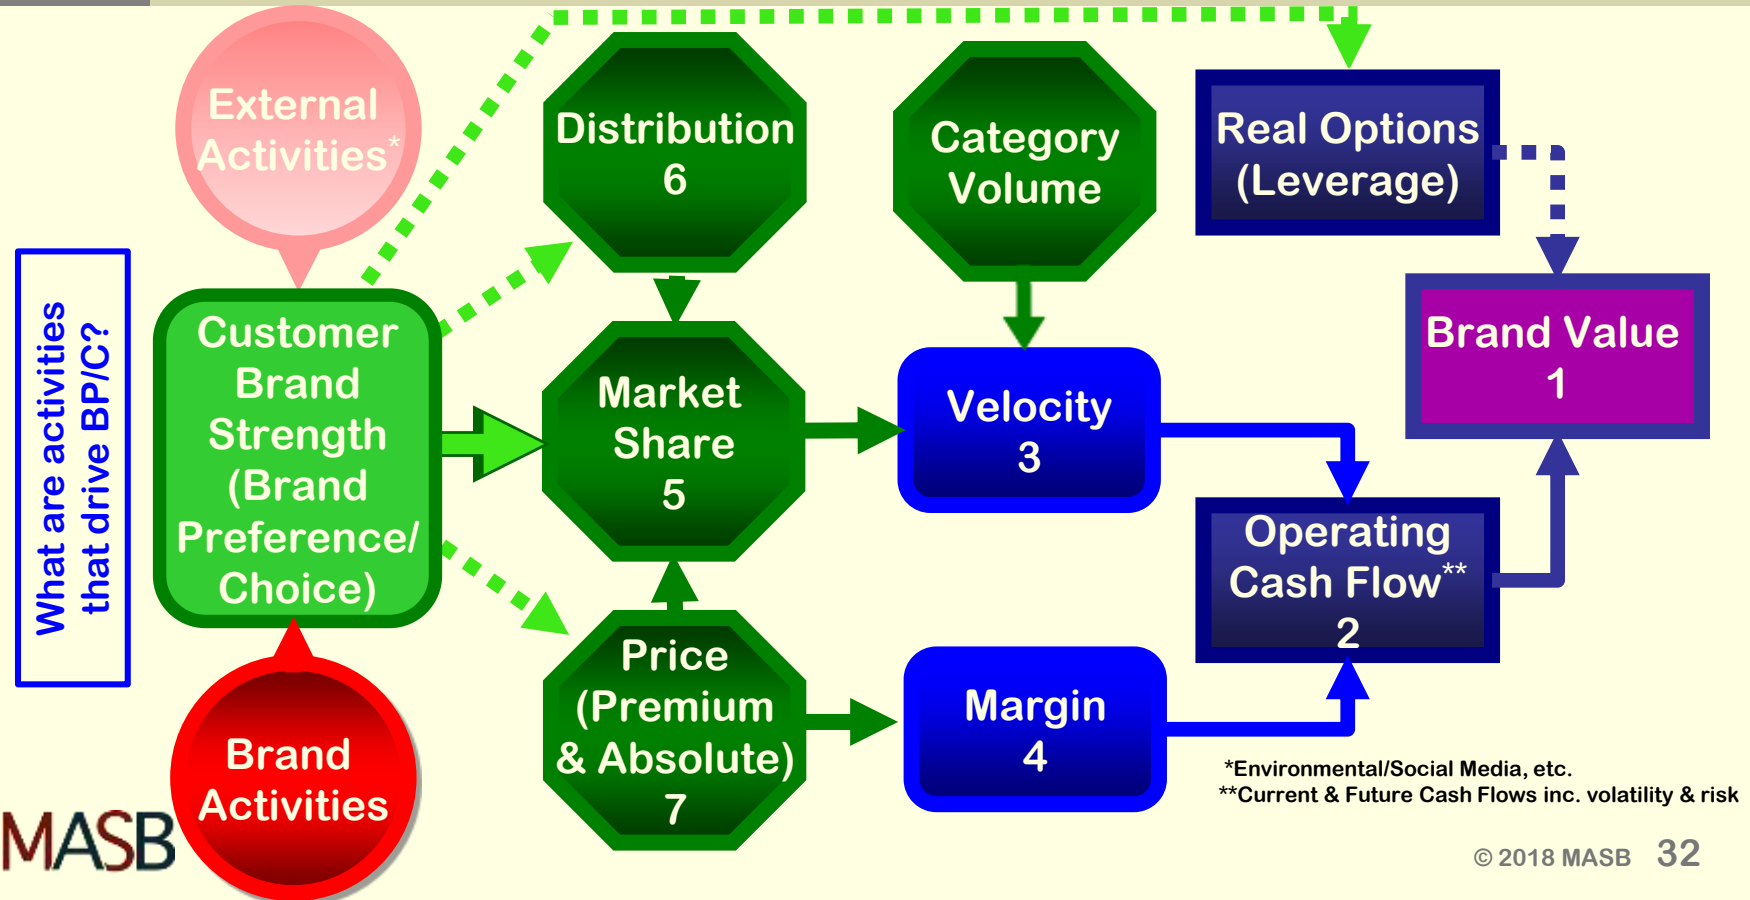 External
Activities*
Distribution
6
Category
Volume
Real Options
(Leverage)
What are activities
that drive BP/C?
Customer
Brand
Strength
(Brand
Preference/
Choice)
Market
Share
5
Velocity
3
Brand Value
1
Operating
Cash Flow**
2
Price
(Premium
& Absolute)
7
Margin
4
Brand
Activities
*Environmental/Social Media, etc.
**Current & Future Cash Flows inc. volatility & risk
MASB
© 2018 MASB 32